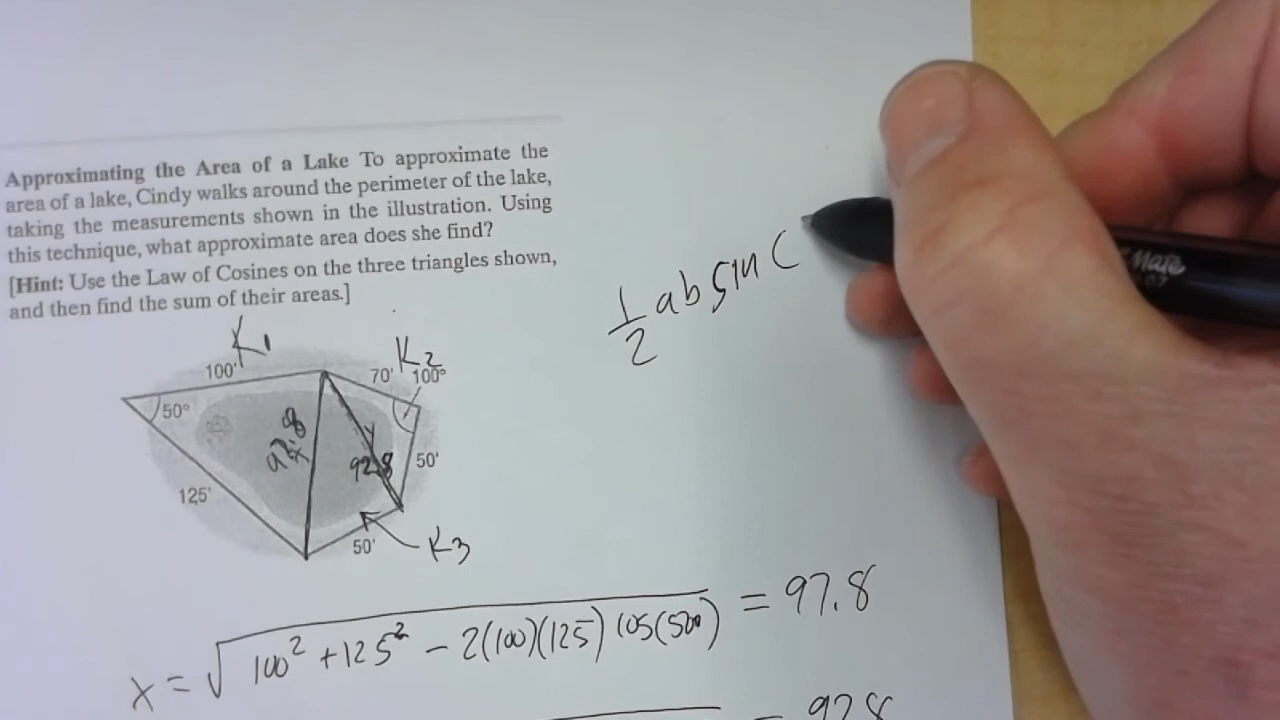 Approximating the Area of a Lake To approximate the
area of a lake, Cindy walks around the perimeter of the lake,
taking the measurements shown in the illustration. Using
this technique, what approximate area does she find?
[Hint: Use the Law of Cosines on the three triangles shown,
and then find the sum of their areas.]
1/2 ab sin C
K1
K2
100'
70'
100°
50°
97.8
x
y
92.8
50'
125'
50'
K3
x = √100² + 125² - 2(100)(125) cos(50°) = 97.8
= 92.8